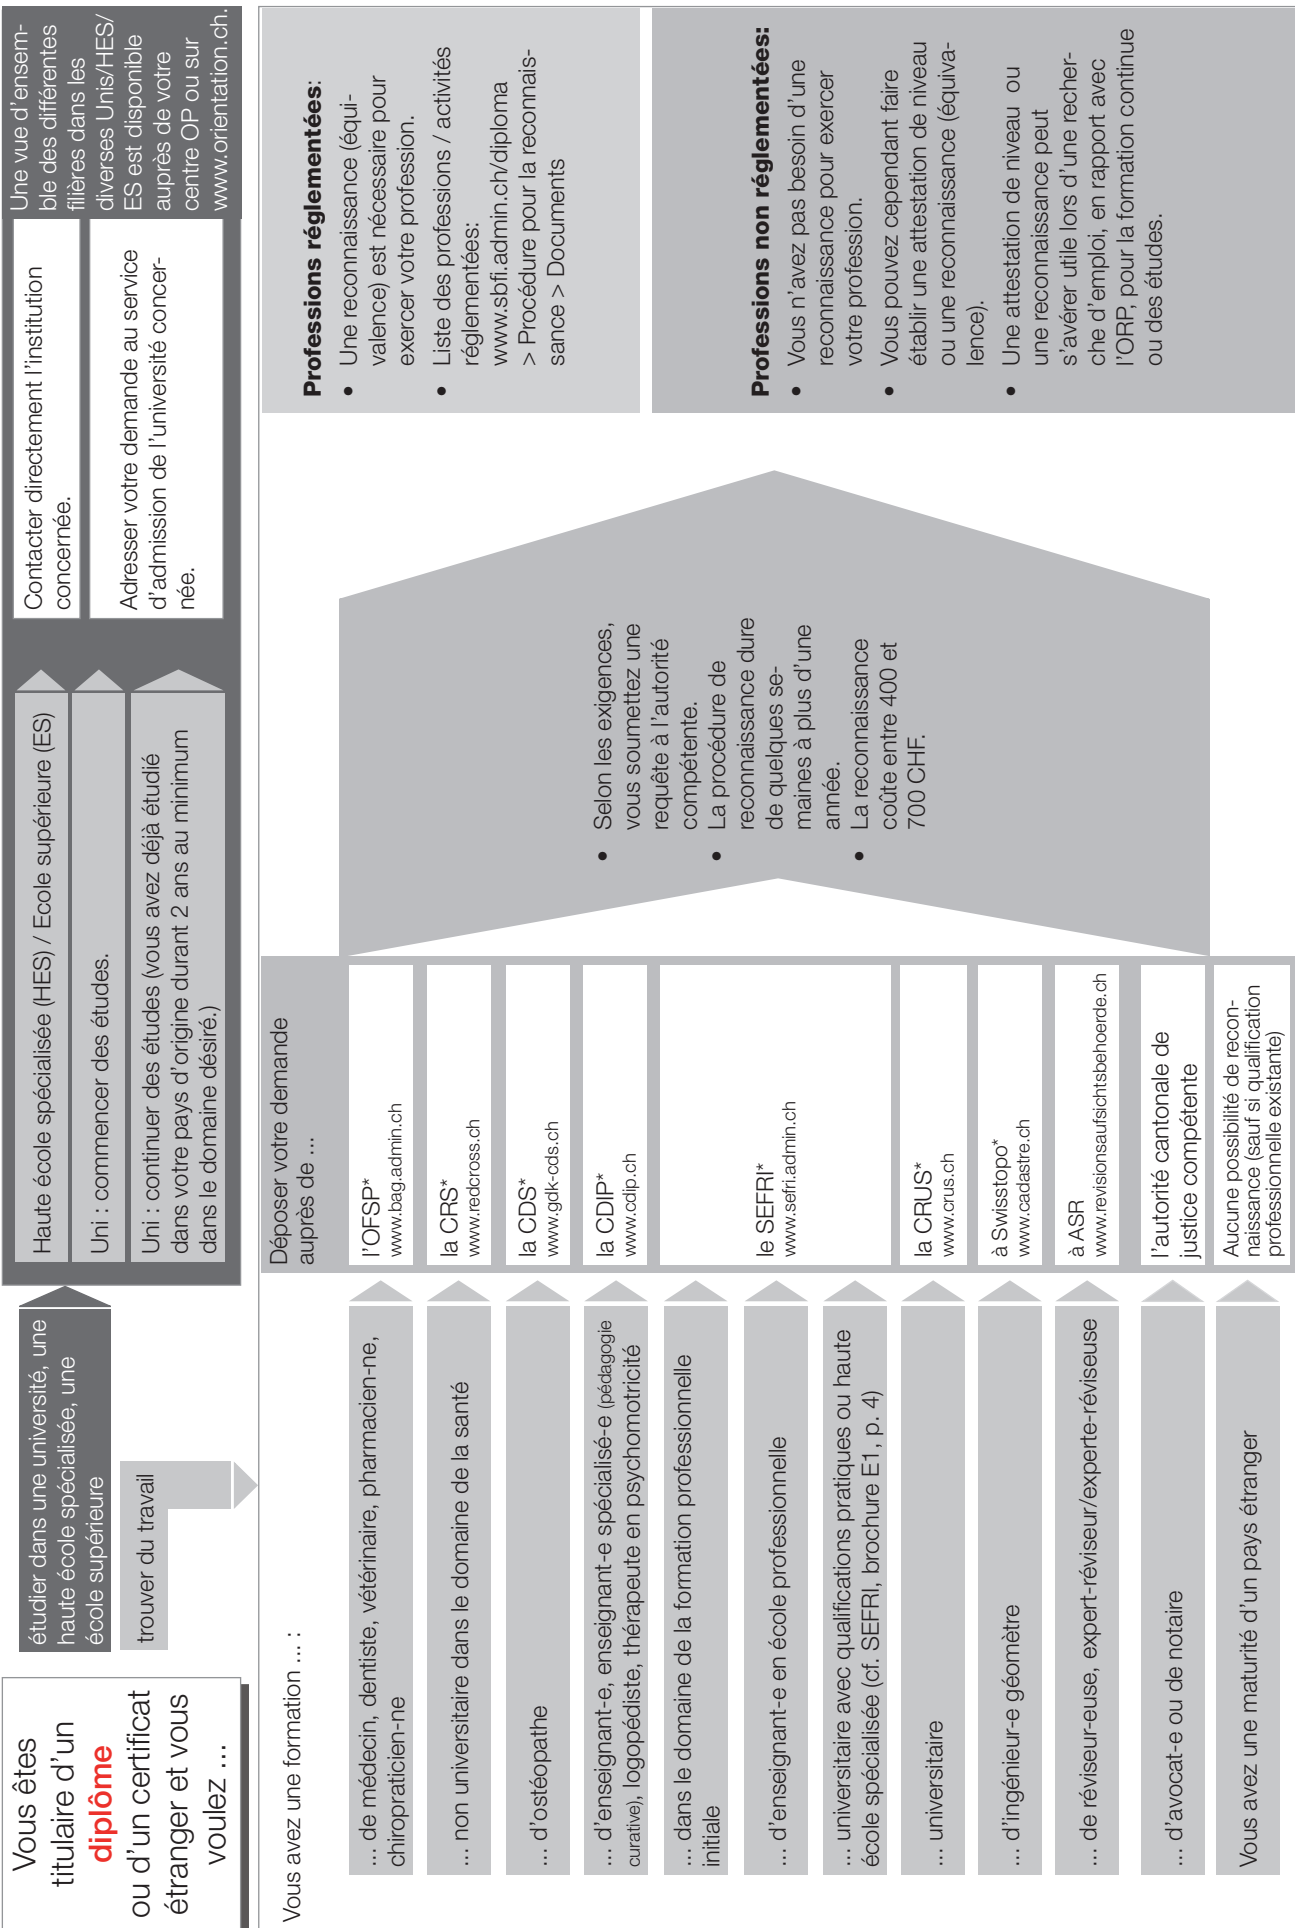 Vous êtes
titulaire d'un
diplôme
ou d'un certificat
étranger et vous
voulez ...
étudier dans une université, une
haute école spécialisée, une
école supérieure
trouver du travail
Haute école spécialisée (HES) / Ecole supérieure (ES)
Uni : commencer des études.
Uni : continuer des études (vous avez déjà étudié
dans votre pays d'origine durant 2 ans au minimum
dans le domaine désiré.)
Contacter directement l'institution
concernée.
Adresser votre demande au service
d'admission de l'université concer-
née.
Une vue d'ensem-
ble des différentes
filières dans les
diverses Unis/HES/
ES est disponible
auprès de votre
centre OP ou sur
www.orientation.ch.
Vous avez une formation ... :
Déposer votre demande
auprès de ...
... de médecin, dentiste, vétérinaire, pharmacien-ne,
chiropraticien-ne
l'OFSP*
www.bag.admin.ch
... non universitaire dans le domaine de la santé
la CRS*
www.redcross.ch
... d'ostéopathe
la CDS*
www.gdk-cds.ch
... d'enseignant-e, enseignant-e spécialisé-e (pédagogie
curative), logopédiste, thérapeute en psychomotricité
la CDIP*
www.cdip.ch
... dans le domaine de la formation professionnelle
initiale
... d'enseignant-e en école professionnelle
... universitaire avec qualifications pratiques ou haute
école spécialisée (cf. SEFRI, brochure E1, p. 4)
le SEFRI*
www.sefri.admin.ch
... universitaire
la CRUS*
www.crus.ch
... d'ingénieur-e géomètre
à Swisstopo*
www.cadastre.ch
... de réviseur-euse, expert-réviseur/experte-réviseuse
à ASR
www.revisionsaufsichtsbehoerde.ch
... d'avocat-e ou de notaire
l'autorité cantonale de
justice compétente
Vous avez une maturité d'un pays étranger
Aucune possibilité de recon-
naissance (sauf si qualification
professionnelle existante)
• Selon les exigences,
vous soumettez une
requête à l'autorité
compétente.
• La procédure de
reconnaissance dure
de quelques se-
maines à plus d'une
année.
• La reconnaissance
coûte entre 400 et
700 CHF.
Professions réglementées:
• Une reconnaissance (équi-
valence) est nécessaire pour
exercer votre profession.
• Liste des professions / activités
réglementées:
www.sbfi.admin.ch/diploma
> Procédure pour la reconnais-
sance > Documents
Professions non réglementées:
• Vous n'avez pas besoin d'une
reconnaissance pour exercer
votre profession.
• Vous pouvez cependant faire
établir une attestation de niveau
ou une reconnaissance (équiva-
lence).
• Une attestation de niveau ou
une reconnaissance peut
s'avérer utile lors d'une recher-
che d'emploi, en rapport avec
l'ORP, pour la formation continue
ou des études.